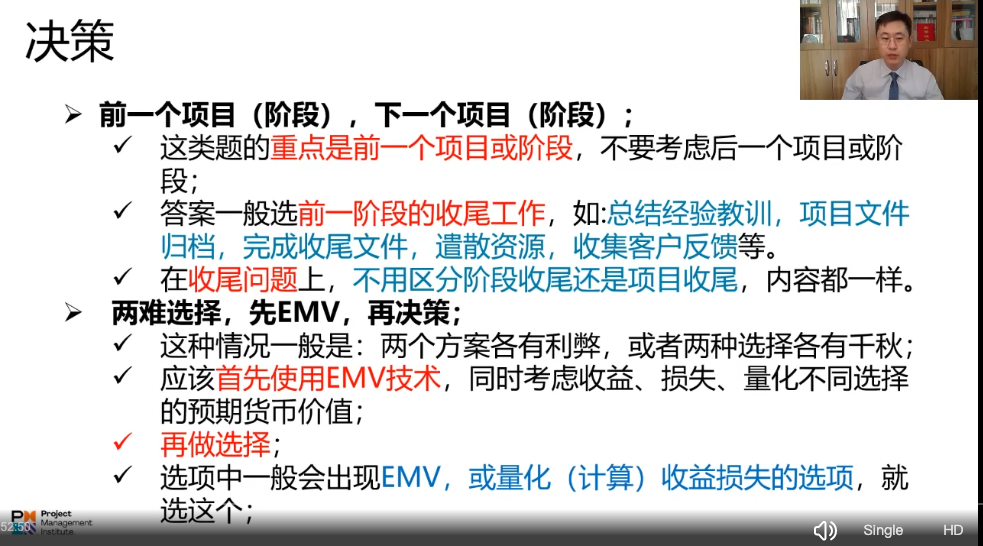 决策
➢ 前一个项目（阶段），下一个项目（阶段）；
✓ 这类题的重点是前一个项目或阶段，不要考虑后一个项目或阶
段；
✓ 答案一般选前一阶段的收尾工作，如:总结经验教训，项目文件
归档，完成收尾文件，遣散资源，收集客户反馈等。
✓ 在收尾问题上，不用区分阶段收尾还是项目收尾，内容都一样。
➢ 两难选择，先EMV，再决策；
✓ 这种情况一般是：两个方案各有利弊，或者两种选择各有千秋；
✓ 应该首先使用EMV技术，同时考虑收益、损失、量化不同选择
的预期货币价值；
✓ 再做选择；
✓ 选项中一般会出现EMV，或量化（计算）收益损失的选项，就
选这个；
Project
Management
Institute.
52:50
Single
HD